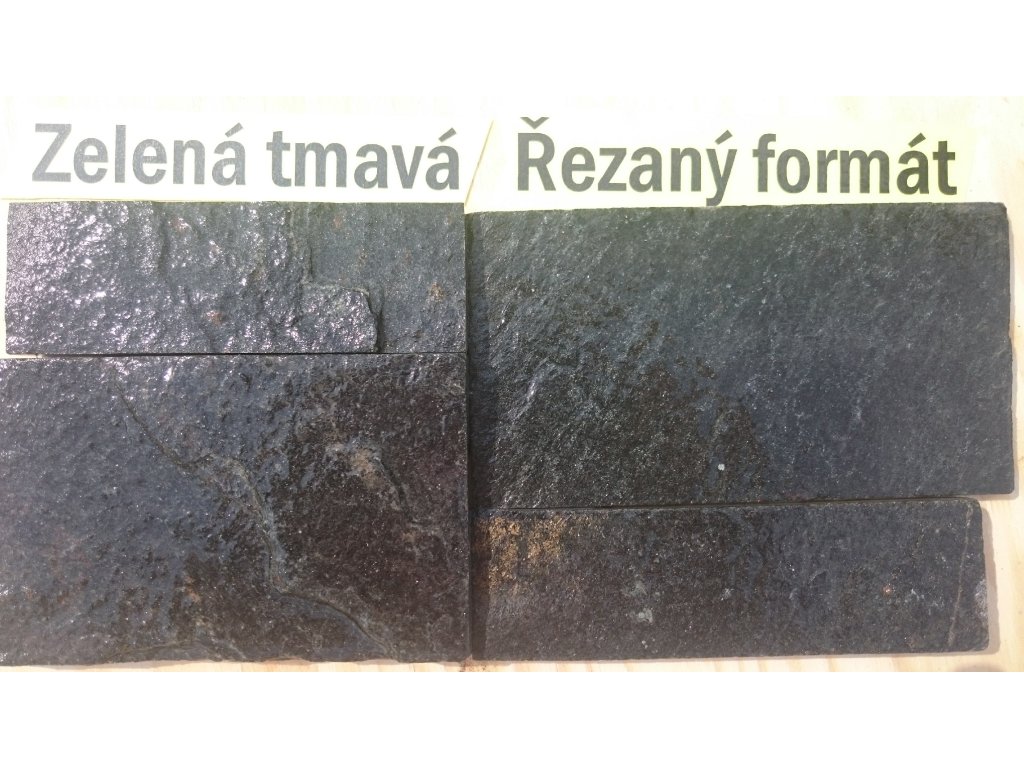 Zelená tmavá
Řezaný formát